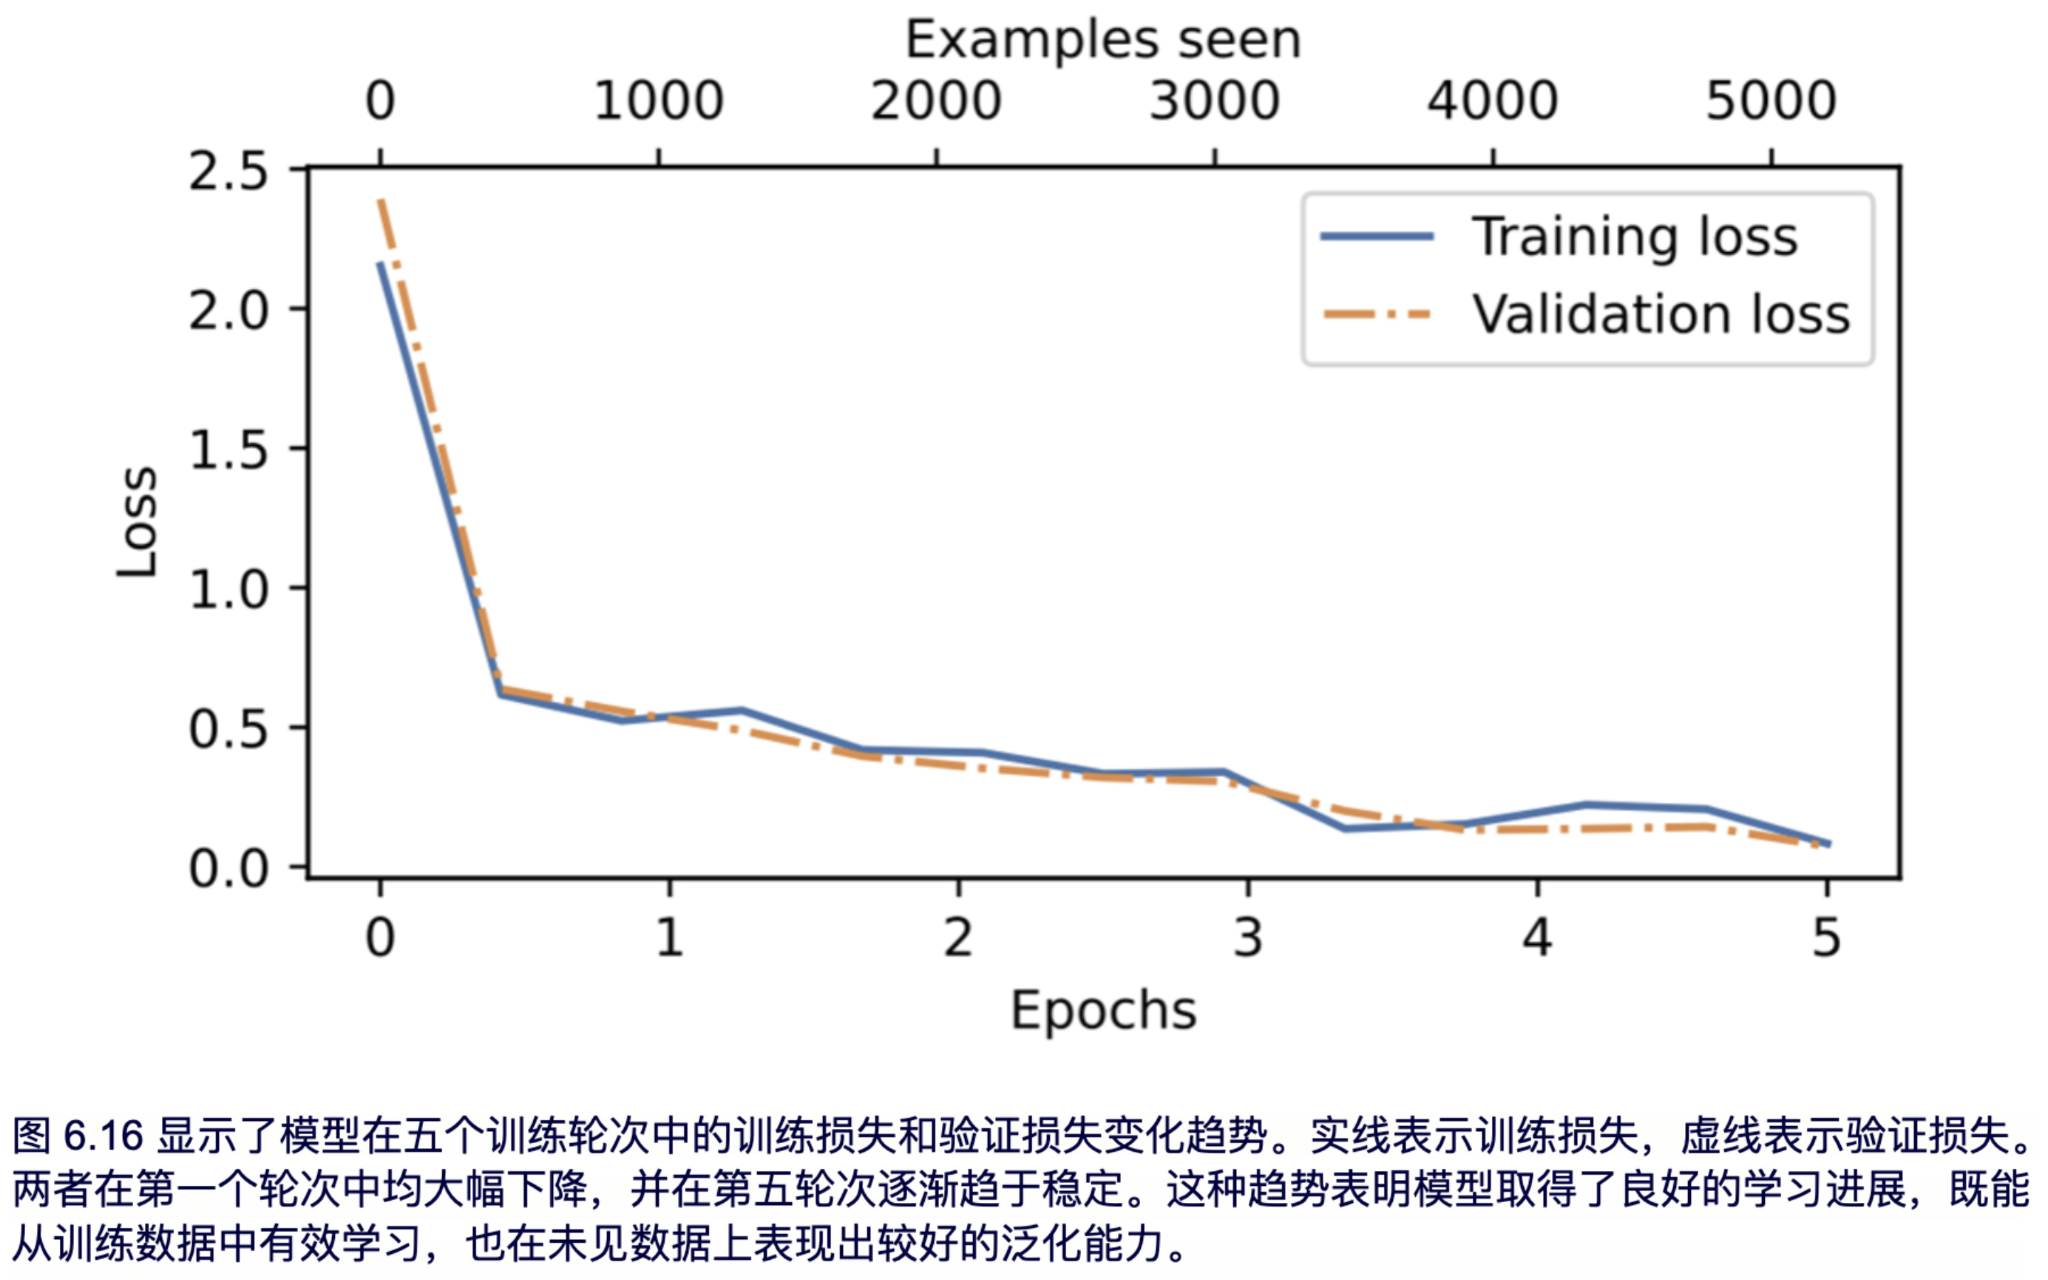 Examples seen
0 1000 2000 3000 4000 5000
2.5
2.0
1.5
1.0
0.5
0.0
Loss
Training loss
Validation loss
0 1 2 3 4 5
Epochs
图 6.16 显示了模型在五个训练轮次中的训练损失和验证损失变化趋势。实线表示训练损失，虚线表示验证损失。
两者在第一个轮次中均大幅下降，并在第五轮次逐渐趋于稳定。这种趋势表明模型取得了良好的学习进展，既能
从训练数据中有效学习，也在未见数据上表现出较好的泛化能力。